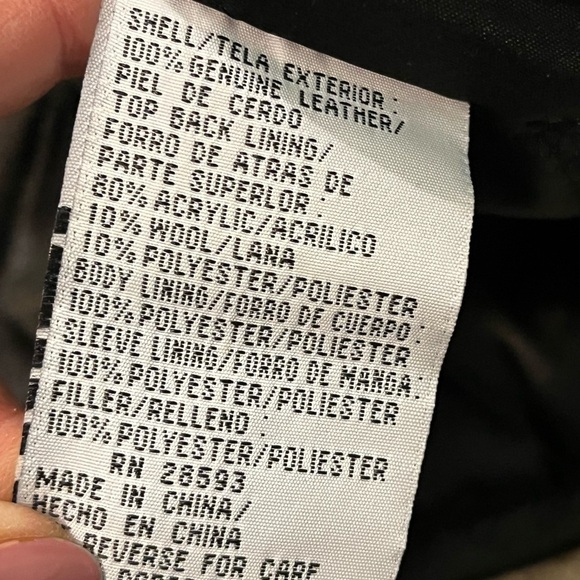 SHELL/TELA EXTERIOR:
100% GENUINE LEATHER/
PIEL DE CERDO
TOP BACK LINING/
FORRO DE ATRAS DE
PARTE SUPERLOR:
80% ACRYLIC/ACRILICO
10% WOOL/LANA
10% POLYESTER/POLIESTER
BODY LINING/FORRO DE CUERPO:
100% POLYESTER/POLIESTER
SLEEVE LINING/FORRO DE MANGA:
100% POLYESTER/POLIESTER
FILLER/RELLENO:
100% POLYESTER/POLIESTER
RN 28593
MADE IN CHINA/
HECHO EN CHINA
REVERSE FOR CARE